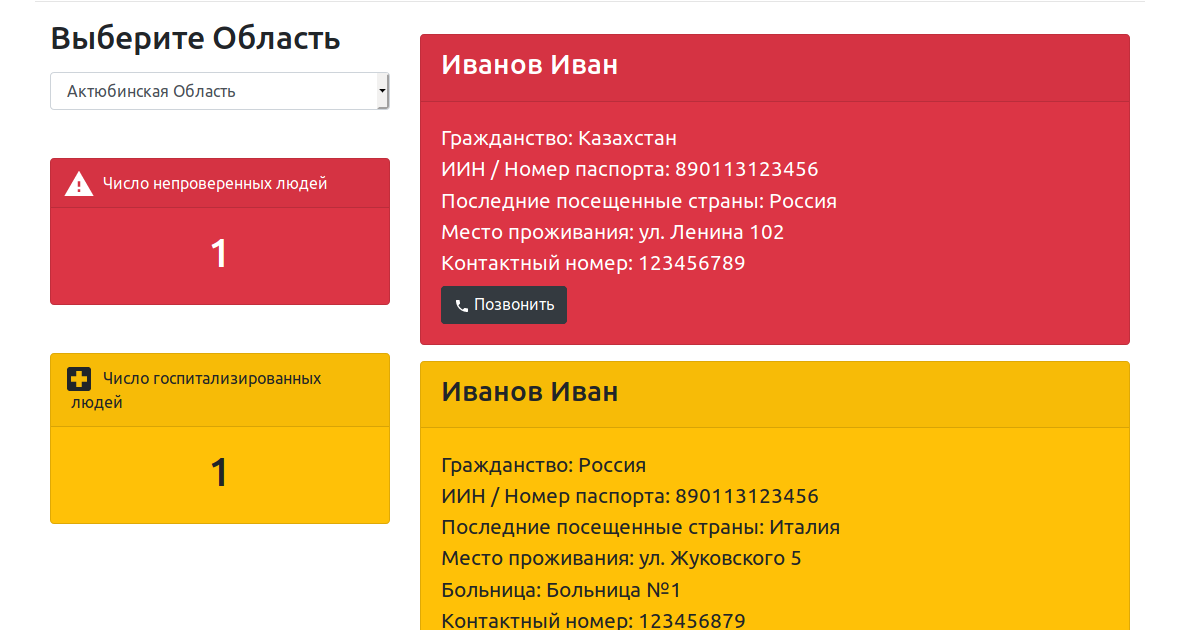 Выберите Область
Актюбинская Область
Число непроверенных людей
1
Число госпитализированных
людей
1
Иванов Иван
Гражданство: Казахстан
ИИН / Номер паспорта: 890113123456
Последние посещенные страны: Россия
Место проживания: ул. Ленина 102
Контактный номер: 123456789
Позвонить
Иванов Иван
Гражданство: Россия
ИИН / Номер паспорта: 890113123456
Последние посещенные страны: Италия
Место проживания: ул. Жуковского 5
Больница: Больница №1
Контактный номер: 123456879